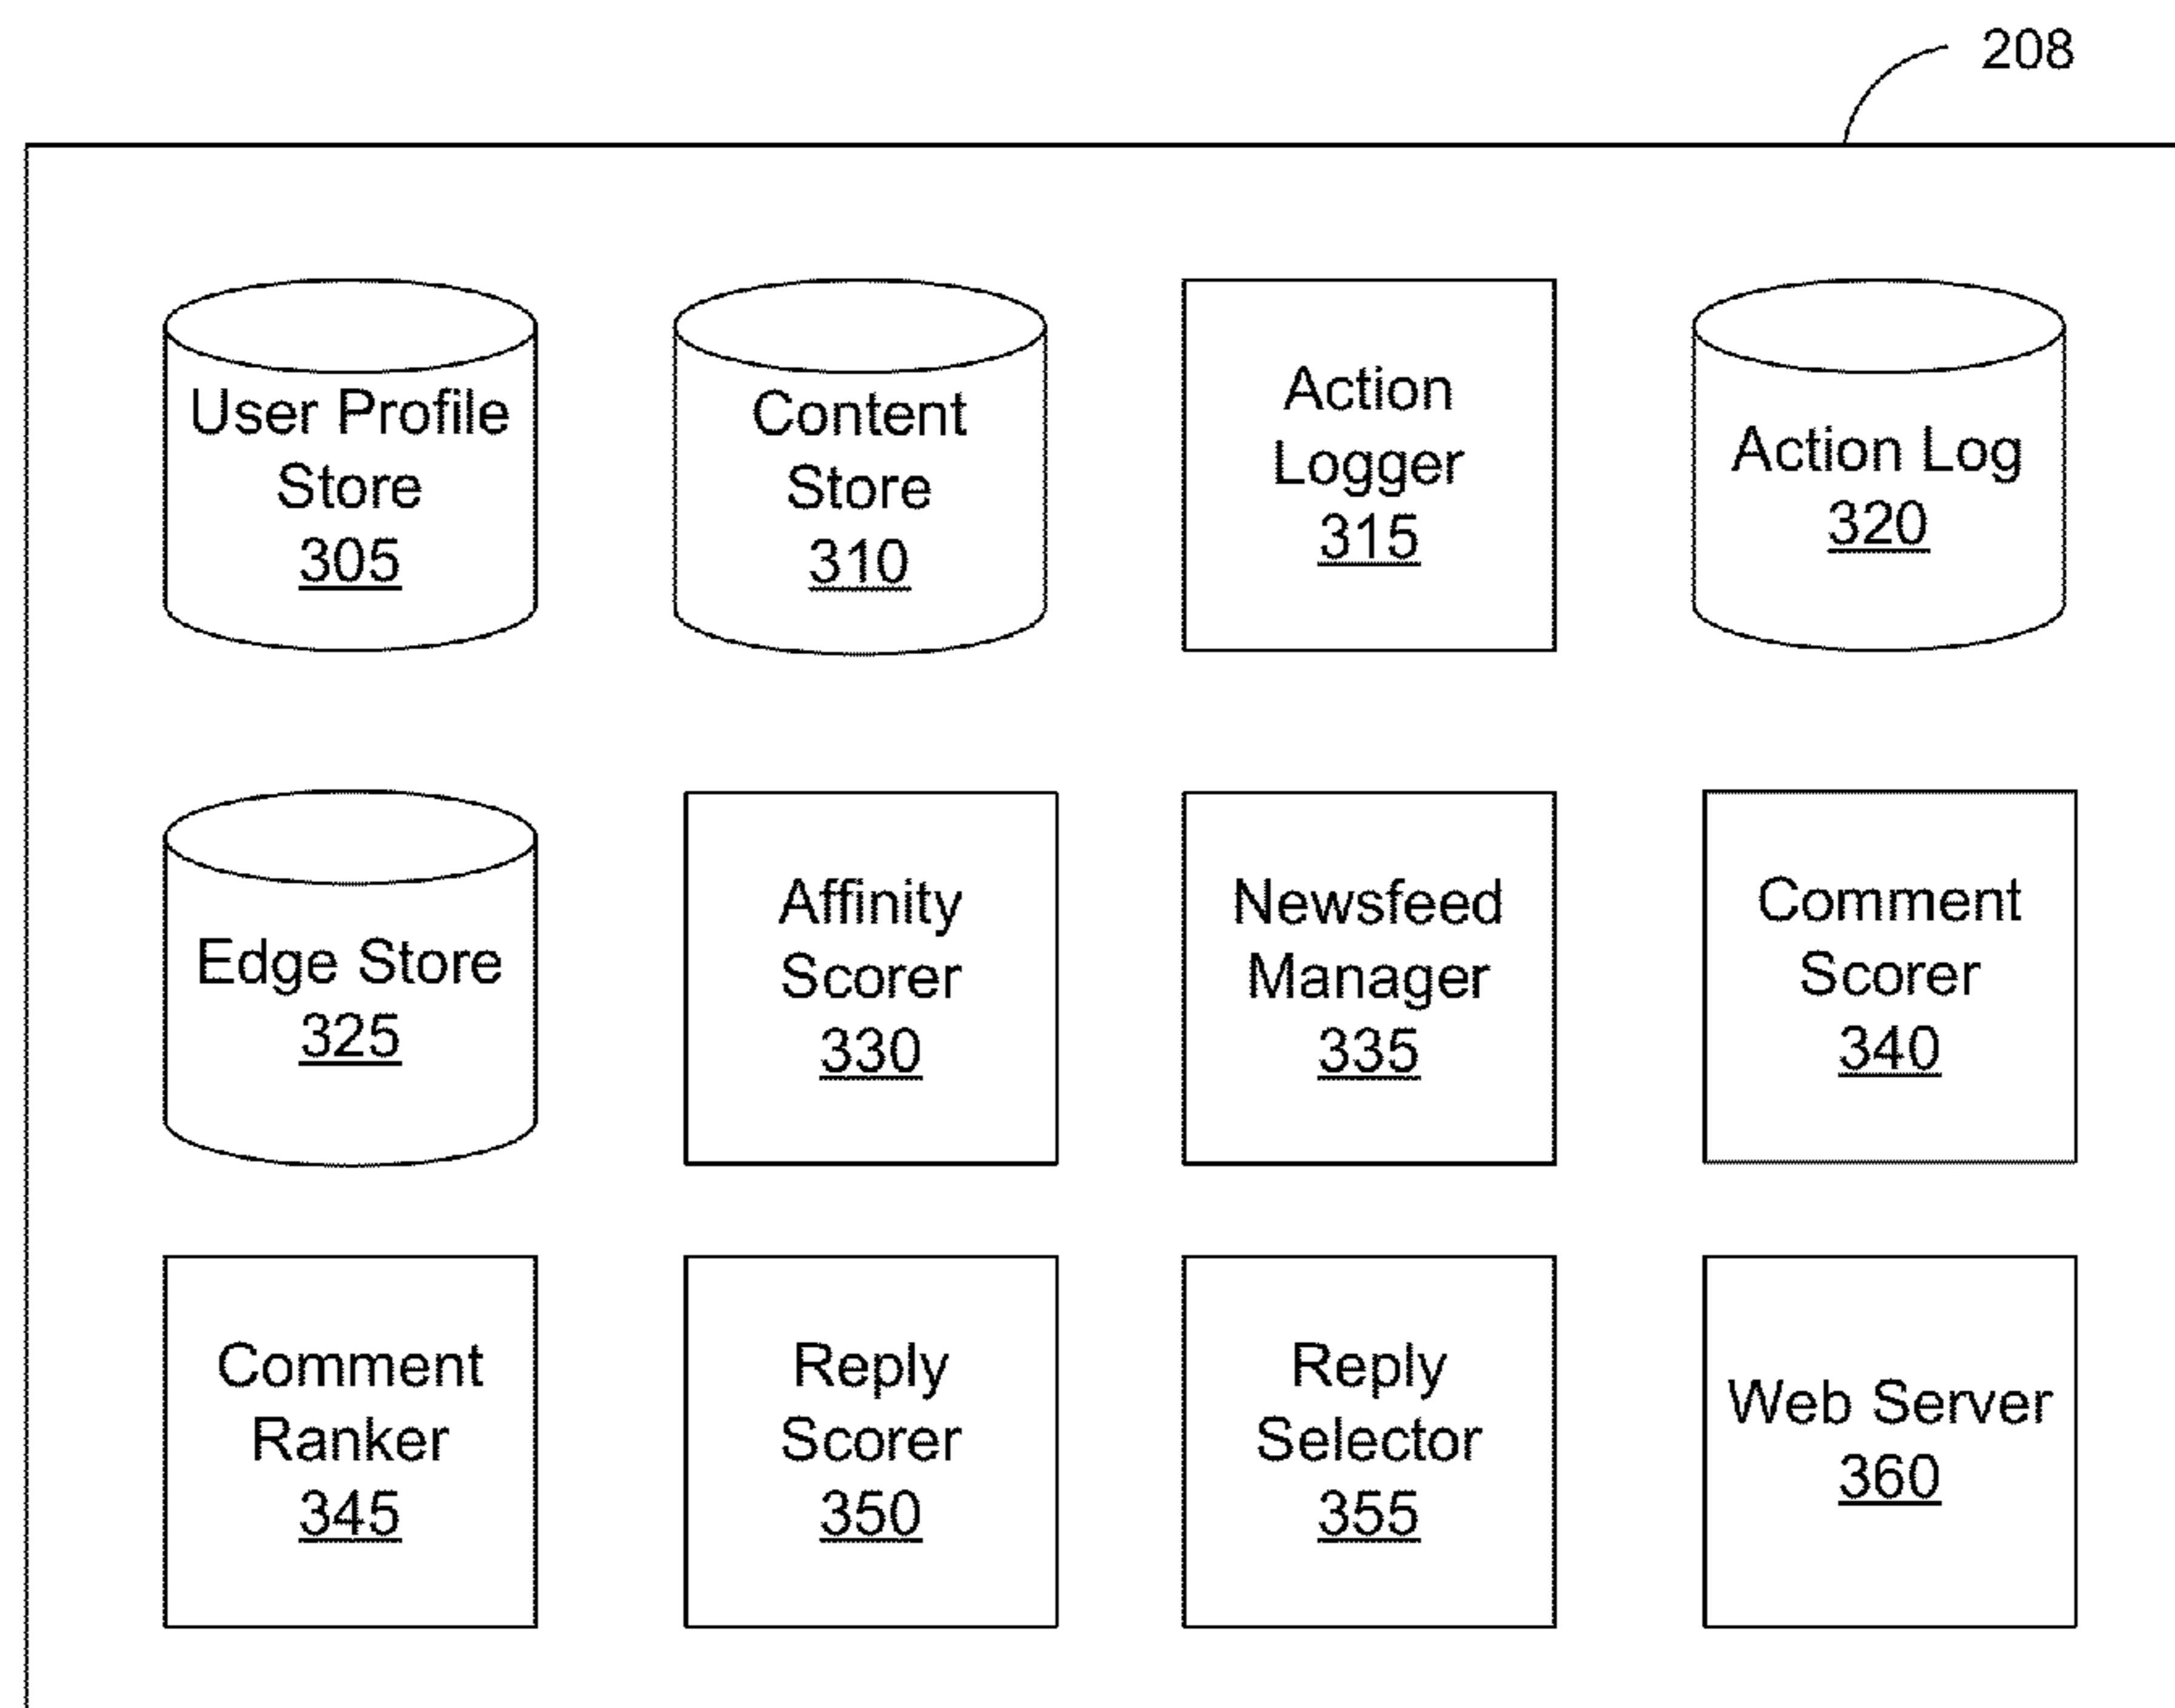 208
User Profile
Store
305
Content
Store
310
Action
Logger
315
Action Log
320
Edge Store
325
Affinity
Scorer
330
Newsfeed
Manager
335
Comment
Scorer
340
Comment
Ranker
345
Reply
Scorer
350
Reply
Selector
355
Web Server
360